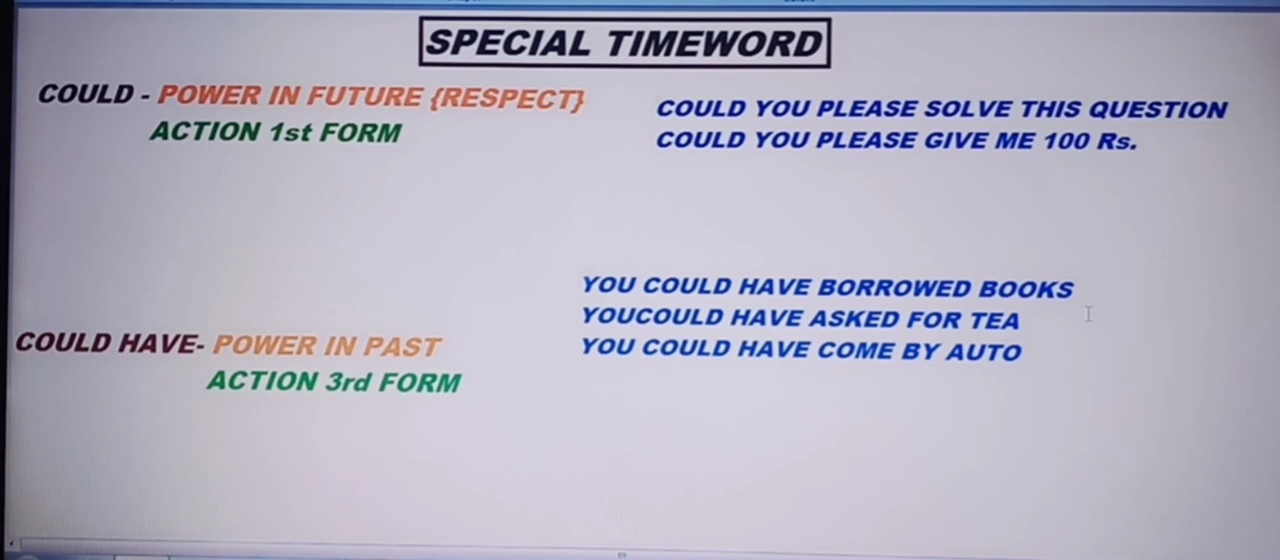 SPECIAL TIMEWORD
COULD - POWER IN FUTURE {RESPECT}
ACTION 1st FORM
COULD YOU PLEASE SOLVE THIS QUESTION
COULD YOU PLEASE GIVE ME 100 Rs.
YOU COULD HAVE BORROWED BOOKS
YOUCOULD HAVE ASKED FOR TEA
YOU COULD HAVE COME BY AUTO
COULD HAVE- POWER IN PAST
ACTION 3rd FORM